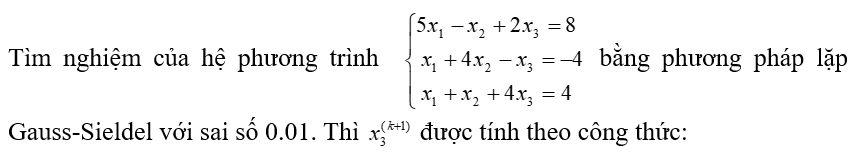 Tìm nghiệm của hệ phương trình { 5x₁ − x₂ + 2x₃ = 8
x₁ + 4x₂ − x₃ = −4
x₁ + x₂ + 4x₃ = 4 bằng phương pháp lặp
Gauss-Sieldel với sai số 0.01. Thì x₃⁽ᵏ⁺¹⁾ được tính theo công thức: